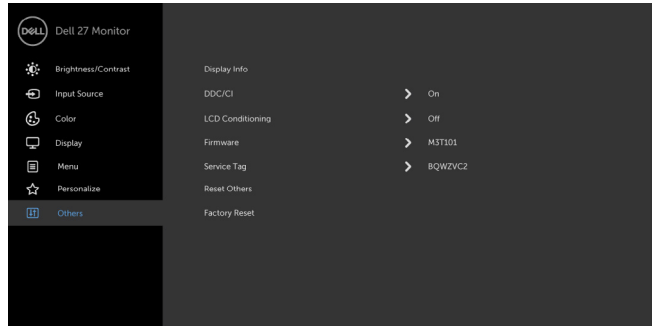 DELL Dell 27 Monitor
Brightness/Contrast
Display Info
Input Source
DDC/CI On
Color
LCD Conditioning Off
Display
Firmware M3T101
Menu
Service Tag BQWZVC2
Personalize
Reset Others
Others
Factory Reset